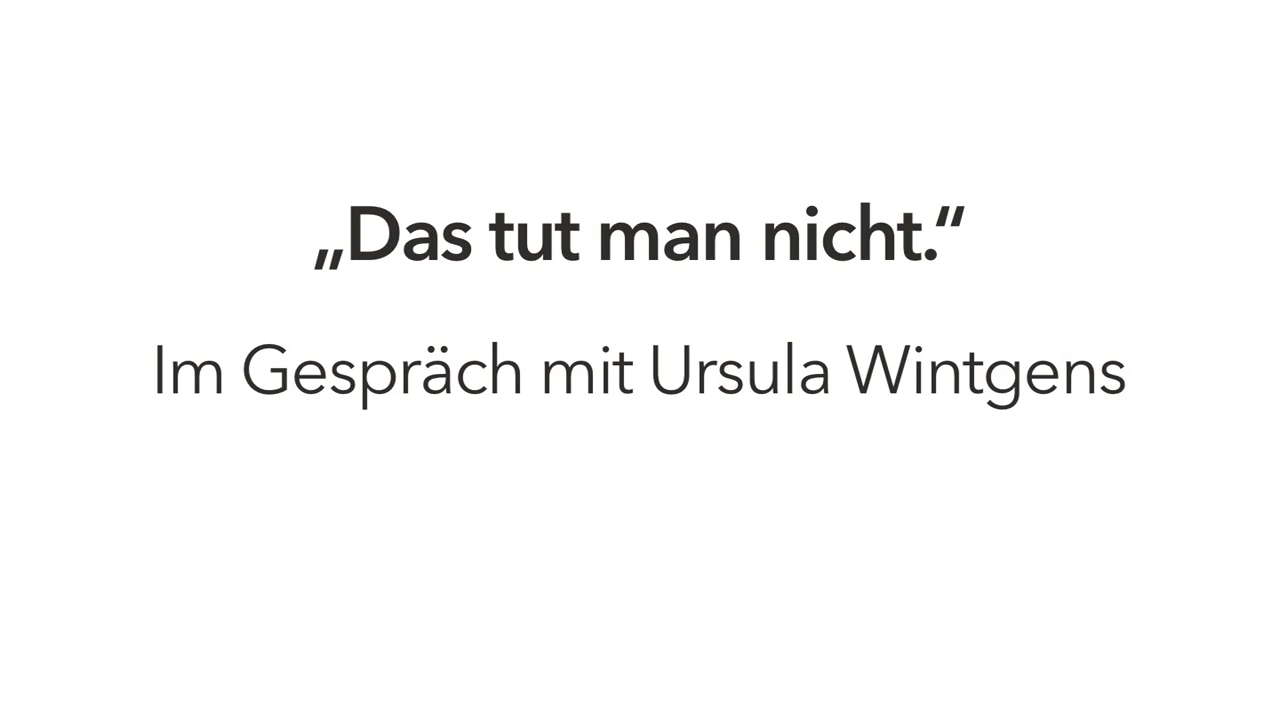 „Das tut man nicht.“
Im Gespräch mit Ursula Wintgens